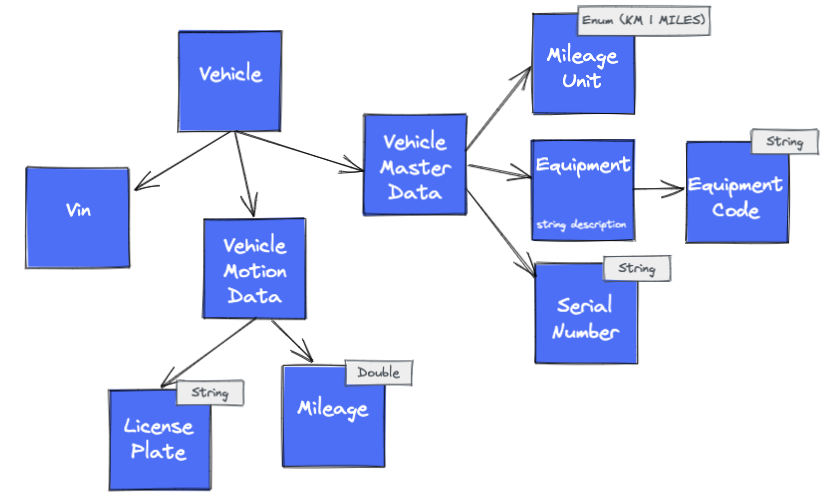 Enum (KM | MILES)
Mileage
Unit
Vehicle
Vehicle
Master
Data
Equipment
string description
String
Equipment
Code
Vin
Vehicle
Motion
Data
String
Serial
Number
String
License
Plate
Double
Mileage